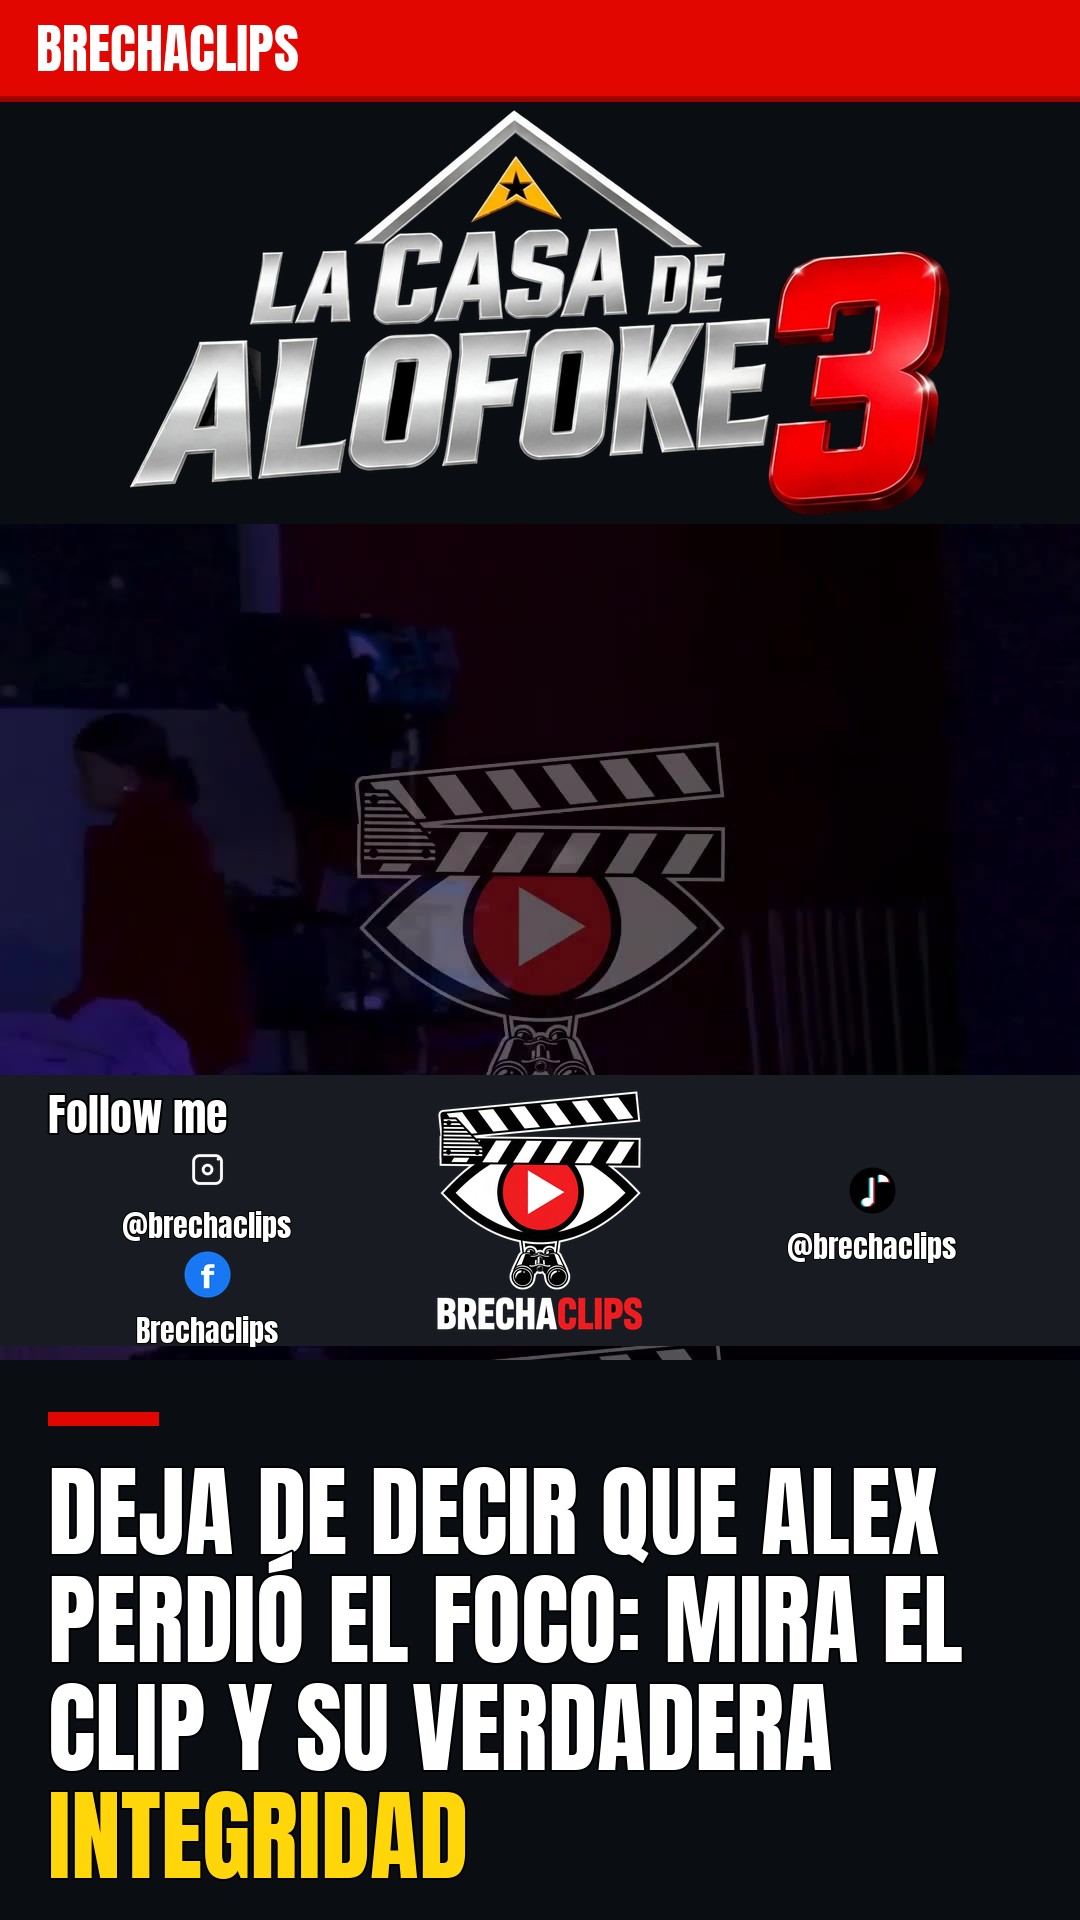 BRECHACLIPS
LA CASA DE
ALOFOKE 3
Follow me
@brechaclips
Brechaclips
BRECHACLIPS
@brechaclips
DEJA DE DECIR QUE ALEX
PERDIÓ EL FOCO: MIRA EL
CLIP Y SU VERDADERA
INTEGRIDAD